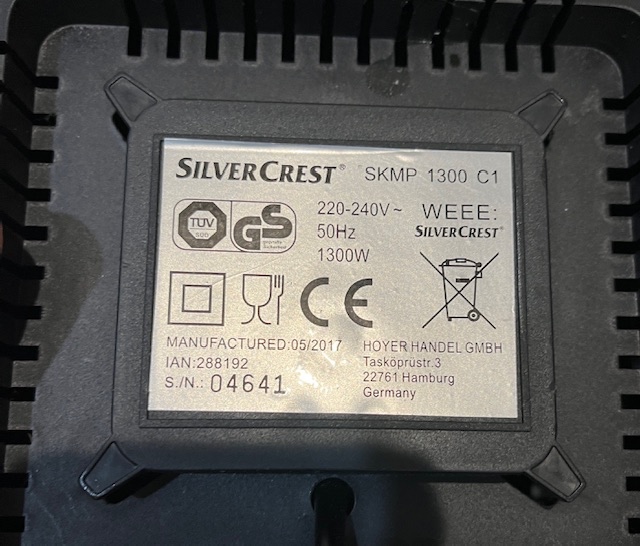 SILVERCREST® SKMP 1300 C1
TÜV
SÜD
GS
220-240V~
50Hz
1300W
WEEE:
SILVERCREST®
CE
MANUFACTURED:05/2017
IAN:288192
S./N.: 04641
HOYER HANDEL GMBH
Tasköprüstr.3
22761 Hamburg
Germany